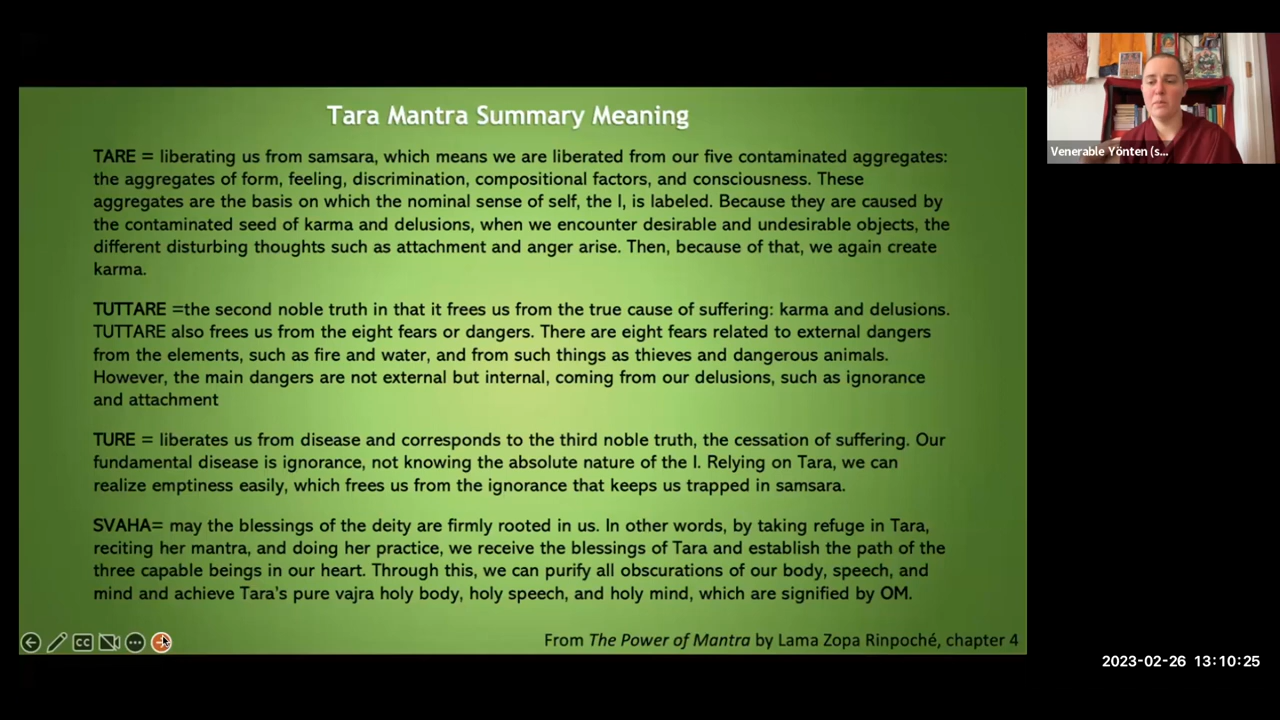 Tara Mantra Summary Meaning
TARE = liberating us from samsara, which means we are liberated from our five contaminated aggregates:
the aggregates of form, feeling, discrimination, compositional factors, and consciousness. These
aggregates are the basis on which the nominal sense of self, the I, is labeled. Because they are caused by
the contaminated seed of karma and delusions, when we encounter desirable and undesirable objects, the
different disturbing thoughts such as attachment and anger arise. Then, because of that, we again create
karma.
TUTTARE =the second noble truth in that it frees us from the true cause of suffering: karma and delusions.
TUTTARE also frees us from the eight fears or dangers. There are eight fears related to external dangers
from the elements, such as fire and water, and from such things as thieves and dangerous animals.
However, the main dangers are not external but internal, coming from our delusions, such as ignorance
and attachment
TURE = liberates us from disease and corresponds to the third noble truth, the cessation of suffering. Our
fundamental disease is ignorance, not knowing the absolute nature of the I. Relying on Tara, we can
realize emptiness easily, which frees us from the ignorance that keeps us trapped in samsara.
SVAHA= may the blessings of the deity are firmly rooted in us. In other words, by taking refuge in Tara,
reciting her mantra, and doing her practice, we receive the blessings of Tara and establish the path of the
three capable beings in our heart. Through this, we can purify all obscurations of our body, speech, and
mind and achieve Tara's pure vajra holy body, holy speech, and holy mind, which are signified by OM.
From The Power of Mantra by Lama Zopa Rinpoché, chapter 4
CC
Venerable Yönten (s...
2023-02-26 13:10:25